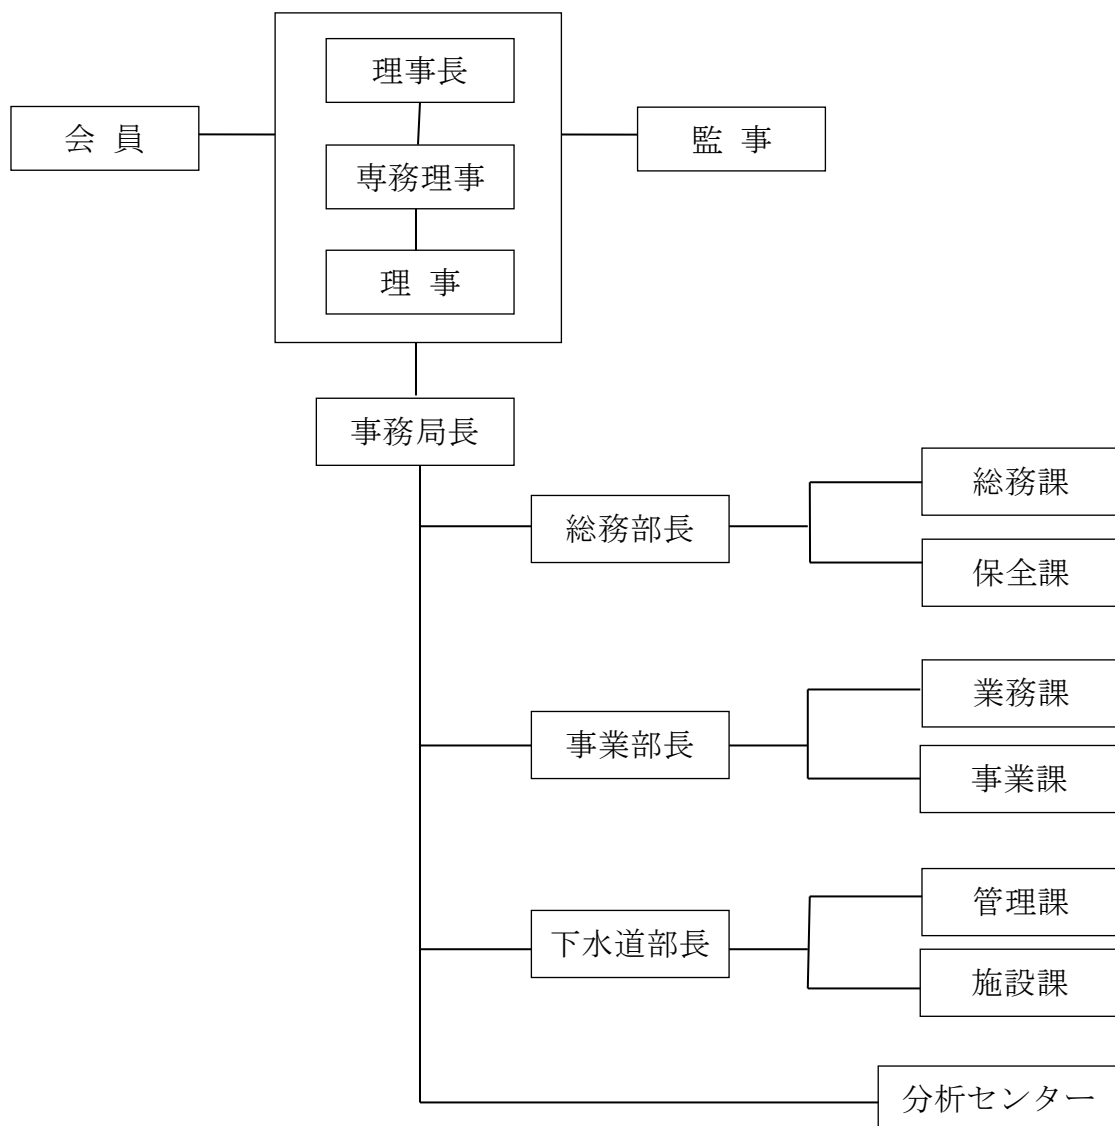 理事長
会 員
監 事
専務理事
理 事
事務局長
総務課
総務部長
保全課
業務課
事業部長
事業課
管理課
下水道部長
施設課
分析センター